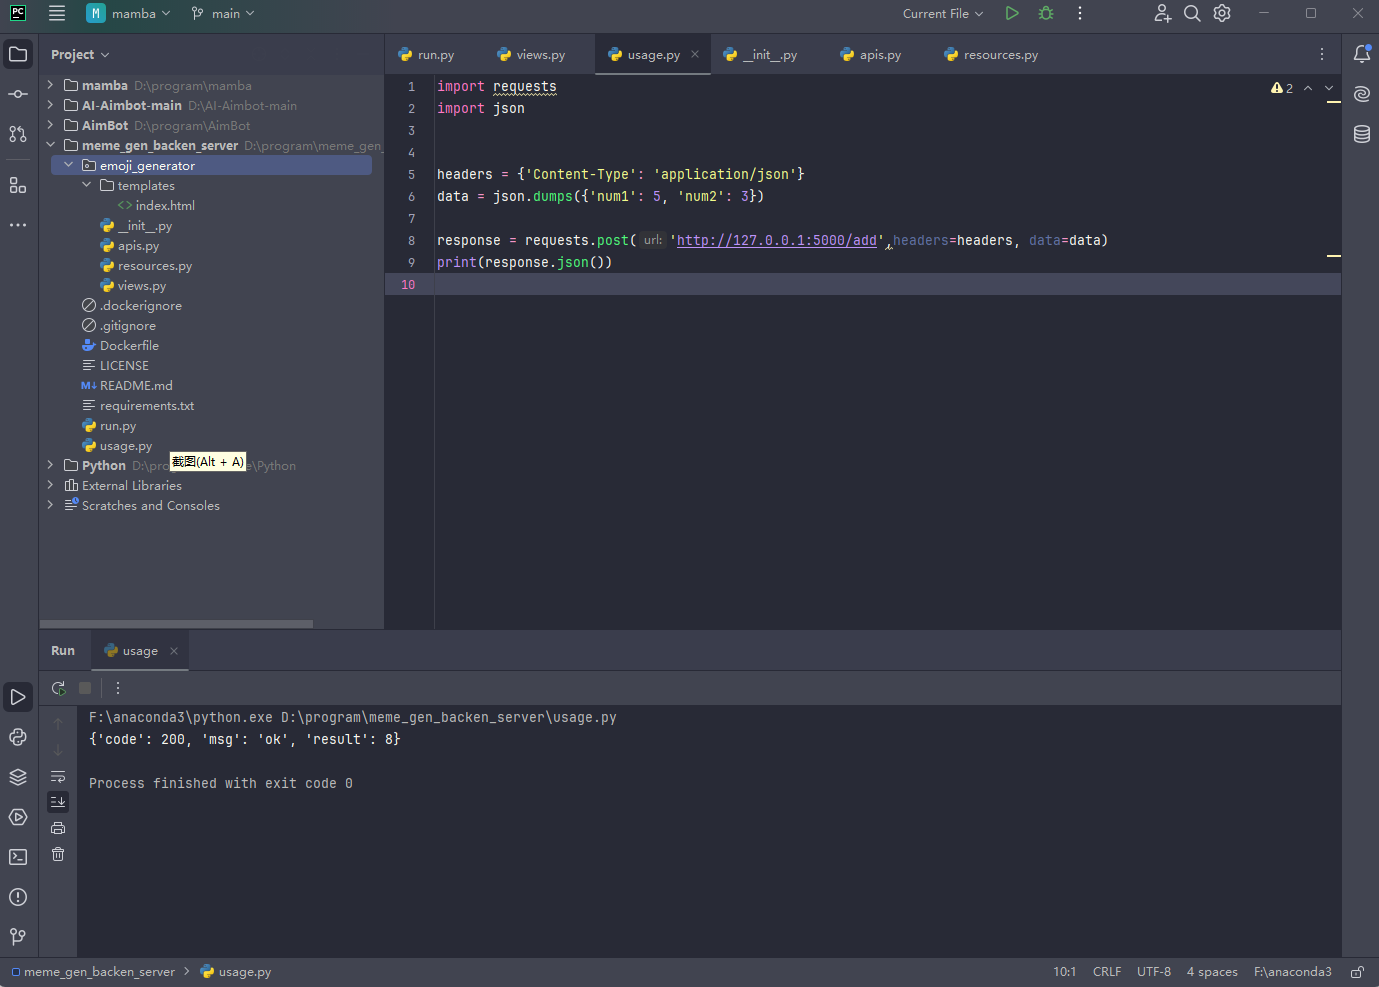 PC M mamba main Current File
Project
run.py views.py usage.py __init__.py apis.py resources.py
mamba D:\program\mamba
AI-Aimbot-main D:\AI-Aimbot-main
AimBot D:\program\AimBot
meme_gen_backen_server D:\program\meme_gen_
emoji_generator
templates
<> index.html
__init__.py
apis.py
resources.py
views.py
.dockerignore
.gitignore
Dockerfile
LICENSE
M↓ README.md
requirements.txt
run.py
usage.py
截图(Alt + A)
Python D:\pro e\Python
External Libraries
Scratches and Consoles
2
1 import requests
2 import json
3
4
5 headers = {'Content-Type': 'application/json'}
6 data = json.dumps({'num1': 5, 'num2': 3})
7
8 response = requests.post( url: 'http://127.0.0.1:5000/add',headers=headers, data=data)
9 print(response.json())
10
Run usage
F:\anaconda3\python.exe D:\program\meme_gen_backen_server\usage.py
{'code': 200, 'msg': 'ok', 'result': 8}
Process finished with exit code 0
meme_gen_backen_server > usage.py
10:1 CRLF UTF-8 4 spaces F:\anaconda3